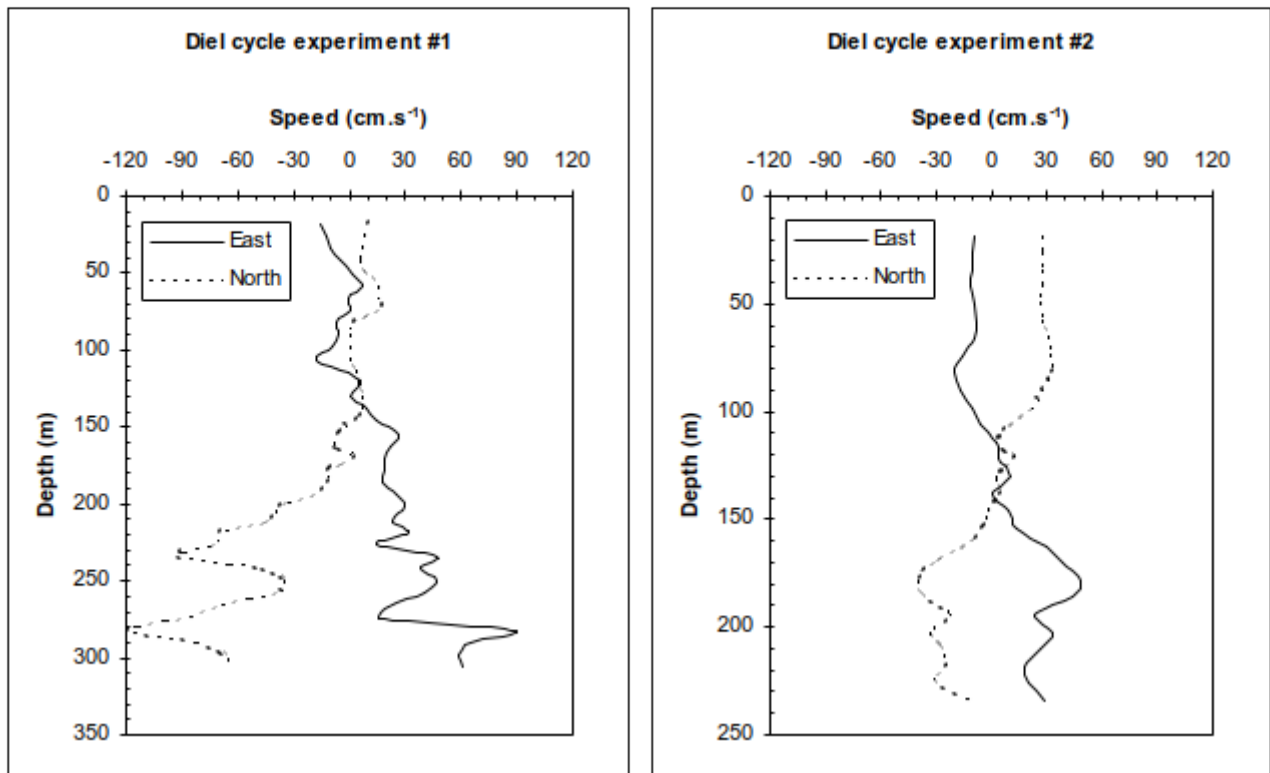 Diel cycle experiment #1
Speed (cm.s-1)
-120 -90 -60 -30 0 30 60 90 120
0
50
100
150
200
250
300
350
Depth (m)
East
North
Diel cycle experiment #2
Speed (cm.s-1)
-120 -90 -60 -30 0 30 60 90 120
0
50
100
150
200
250
Depth (m)
East
North